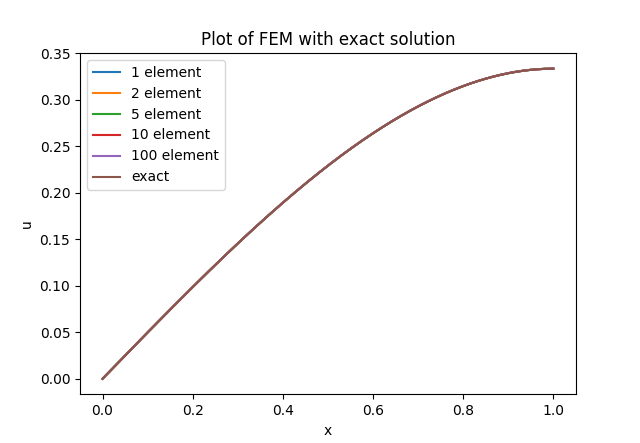 Plot of FEM with exact solution
0.35
0.30
0.25
0.20
0.15
0.10
0.05
0.00
u
1 element
2 element
5 element
10 element
100 element
exact
0.0 0.2 0.4 0.6 0.8 1.0
x